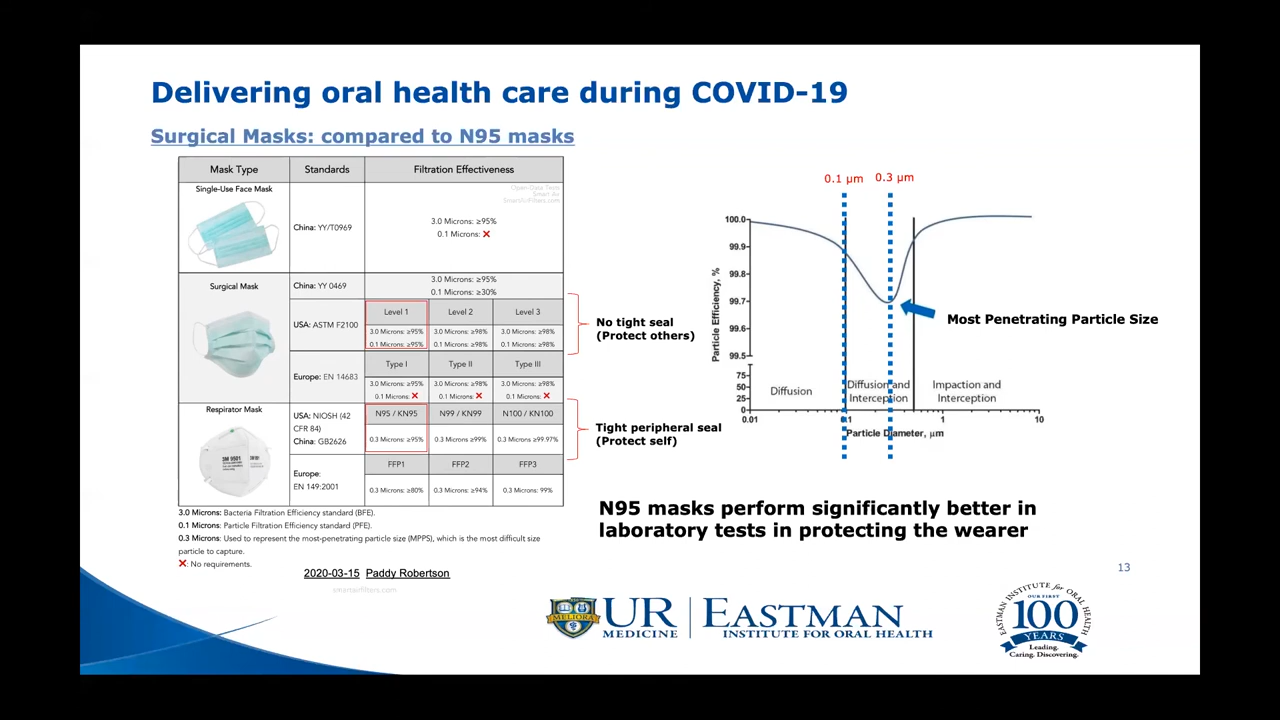 Delivering oral health care during COVID-19
Surgical Masks: compared to N95 masks
Mask Type Standards Filtration Effectiveness
Single-Use Face Mask
China: YY/T0969
Open-Data Tests
Smart Air
SmartAirFilters.com
3.0 Microns: ≥95%
0.1 Microns: ❌
Surgical Mask
China: YY 0469
3.0 Microns: ≥95%
0.1 Microns: ≥30%
USA: ASTM F2100
Level 1 Level 2 Level 3
3.0 Microns: ≥95% 3.0 Microns: ≥98% 3.0 Microns: ≥98%
0.1 Microns: ≥95% 0.1 Microns: ≥98% 0.1 Microns: ≥98%
Europe: EN 14683
Type I Type II Type III
3.0 Microns: ≥95% 3.0 Microns: ≥98% 3.0 Microns: ≥98%
0.1 Microns: ❌ 0.1 Microns: ❌ 0.1 Microns: ❌
Respirator Mask
3M 9501
USA: NIOSH (42
CFR 84)
China: GB2626
N95 / KN95 N99 / KN99 N100 / KN100
0.3 Microns: ≥95% 0.3 Microns: ≥99% 0.3 Microns ≥99.97%
Europe:
EN 149:2001
FFP1 FFP2 FFP3
0.3 Microns: ≥80% 0.3 Microns: ≥94% 0.3 Microns: 99%
3.0 Microns: Bacteria Filtration Efficiency standard (BFE).
0.1 Microns: Particle Filtration Efficiency standard (PFE).
0.3 Microns: Used to represent the most-penetrating particle size (MPPS), which is the most difficult size
particle to capture.
❌: No requirements.
2020-03-15 Paddy Robertson
smartairfilters.com
No tight seal
(Protect others)
Tight peripheral seal
(Protect self)
0.1 µm 0.3 µm
Particle Efficiency, %
100.0
99.9
99.8
99.7
99.6
99.5
75
50
25
0
Most Penetrating Particle Size
Diffusion
Diffusion and
Interception
Impaction and
Interception
0.01 0.1 1 10
Particle Diameter, µm
N95 masks perform significantly better in
laboratory tests in protecting the wearer
13
MELIORA
UR
MEDICINE
EASTMAN
INSTITUTE FOR ORAL HEALTH
EASTMAN INSTITUTE for ORAL HEALTH
OUR FIRST
100
YEARS
Leading.
Caring. Discovering.